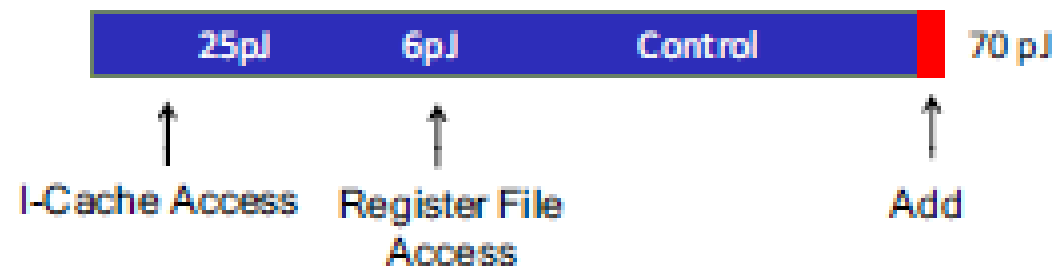 25pJ 6pJ Control 70 pJ
I-Cache Access Register File Add
Access